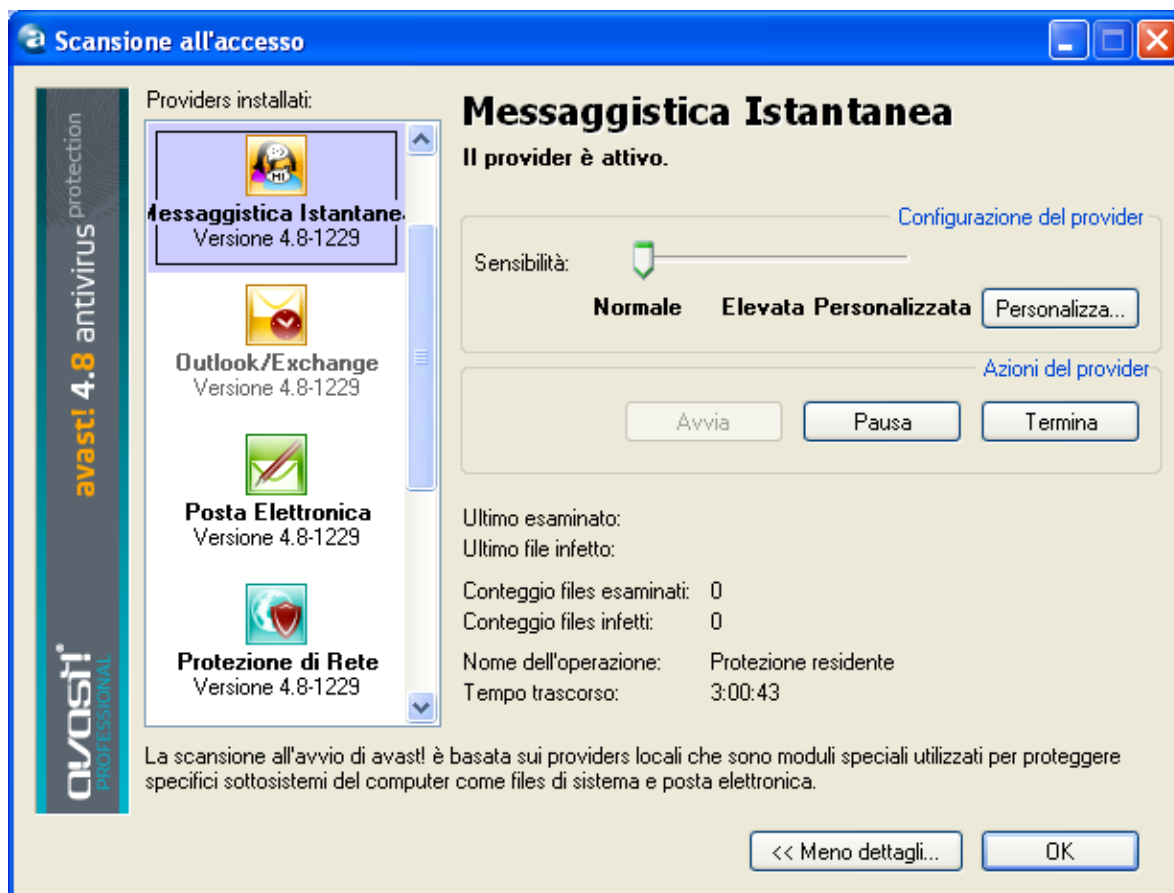 Scansione all'accesso
avast! 4.8 antivirus protection
avast! PROFESSIONAL
Providers installati:
MI
Messaggistica Istantanea
Versione 4.8-1229
Outlook/Exchange
Versione 4.8-1229
Posta Elettronica
Versione 4.8-1229
Protezione di Rete
Versione 4.8-1229
Messaggistica Istantanea
Il provider è attivo.
Configurazione del provider
Sensibilità:
Normale Elevata Personalizzata Personalizza...
Azioni del provider
Avvia Pausa Termina
Ultimo esaminato:
Ultimo file infetto:
Conteggio files esaminati: 0
Conteggio files infetti: 0
Nome dell'operazione: Protezione residente
Tempo trascorso: 3:00:43
La scansione all'avvio di avast! è basata sui providers locali che sono moduli speciali utilizzati per proteggere
specifici sottosistemi del computer come files di sistema e posta elettronica.
<< Meno dettagli... OK